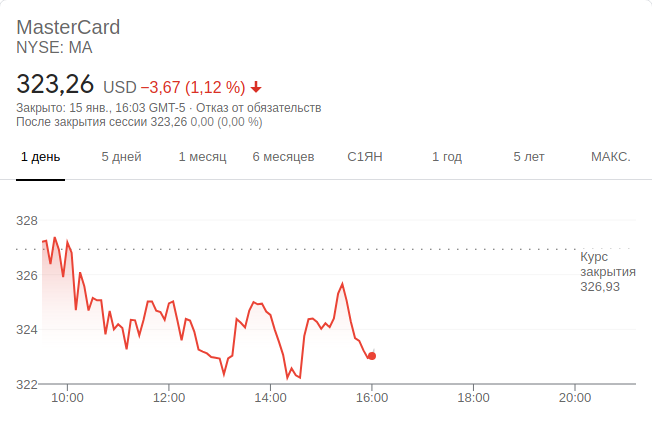 MasterCard
NYSE: MA
323,26 USD −3,67 (1,12 %)
Закрыто: 15 янв., 16:03 GMT-5 · Отказ от обязательств
После закрытия сессии 323,26 0,00 (0,00 %)
1 день 5 дней 1 месяц 6 месяцев С1ЯН 1 год 5 лет МАКС.
328
Курс
закрытия
326,93
326
324
322
10:00 12:00 14:00 16:00 18:00 20:00